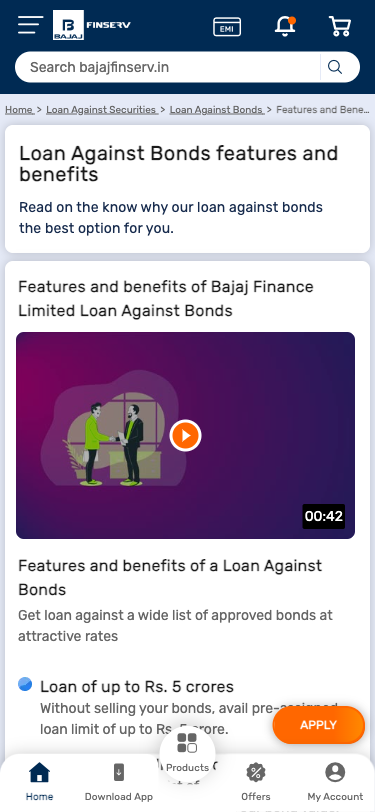 BAJAJ FINSERV
EMI
Search bajajfinserv.in
Home > Loan Against Securities > Loan Against Bonds > Features and Bene...
Loan Against Bonds features and
benefits
Read on the know why our loan against bonds
the best option for you.
Features and benefits of Bajaj Finance
Limited Loan Against Bonds
00:42
Features and benefits of a Loan Against
Bonds
Get loan against a wide list of approved bonds at
attractive rates
Loan of up to Rs. 5 crores
Without selling your bonds, avail pre-assigned
loan limit of up to Rs. 5 crore.
APPLY
Products
Home
Download App
Offers
My Account